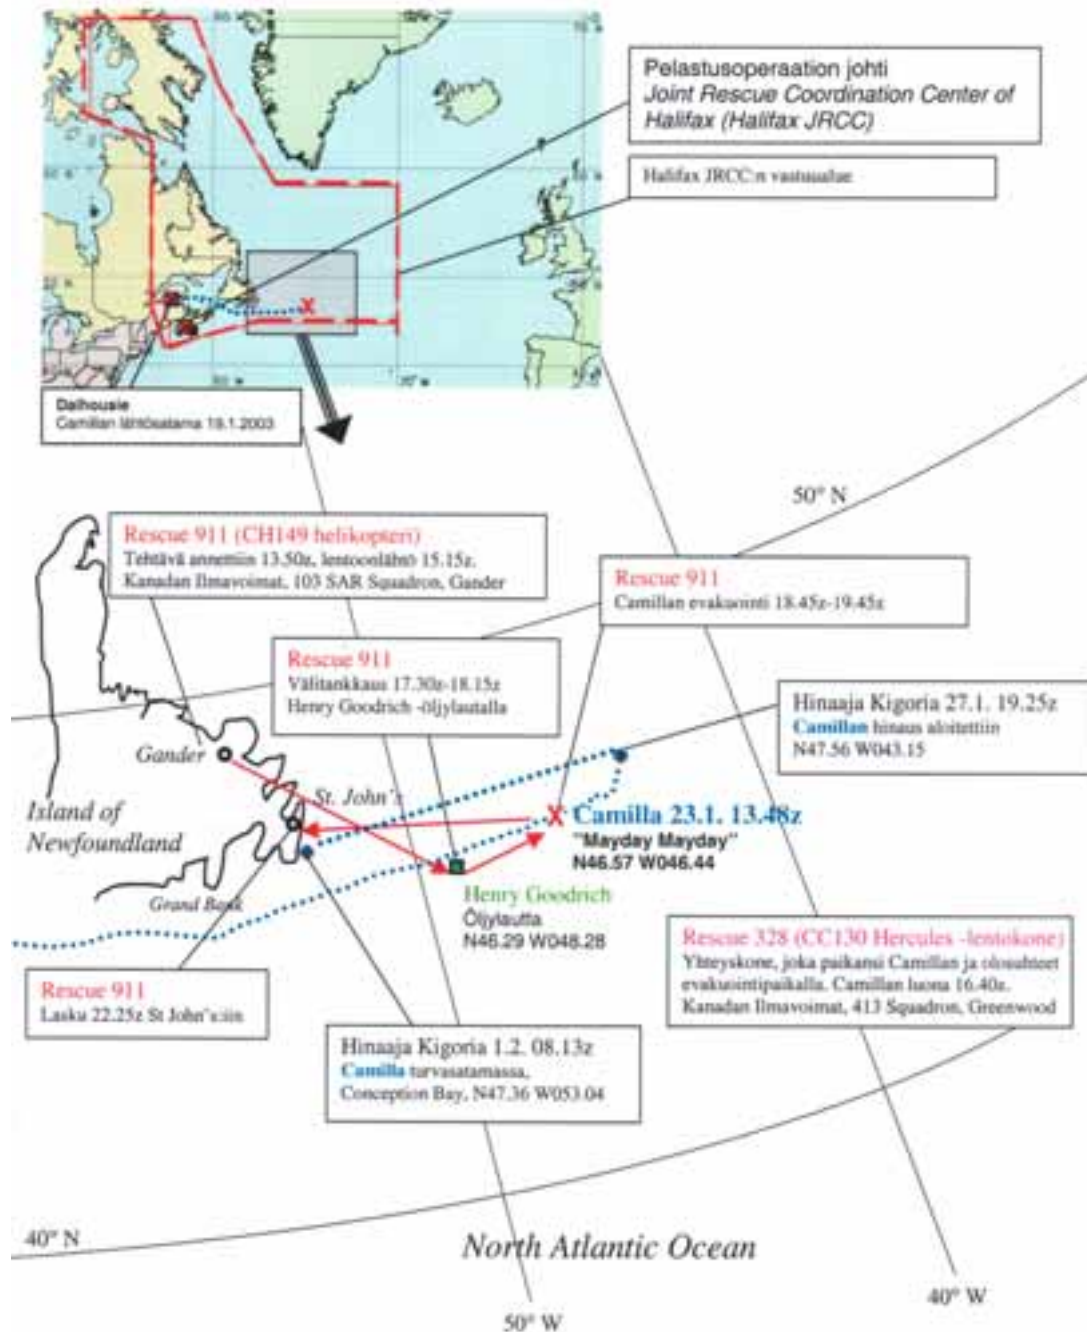 Pelastusoperaation johti
Joint Rescue Coordination Center of
Halifax (Halifax JRCC)
Halifax JRCC:n vastuualue
X
Dalhousie
Camillan lähtösatama 19.1.2003
50° N
Rescue 911 (CH149 helikopteri)
Tehtävä annettiin 13.50z, lentoonlähtö 15.15z.
Kanadan Ilmavoimat, 103 SAR Squadron, Gander
Rescue 911
Camillan evakuointi 18.45z-19.45z
Rescue 911
Välitankkaus 17.30z-18.15z
Henry Goodrich -öljylautalla
Hinaaja Kigoria 27.1. 19.25z
Camillan hinaus aloitettiin
N47.56 W043.15
Gander
St. John's
Island of
Newfoundland
Grand Bank
X
Camilla 23.1. 13.48z
"Mayday Mayday"
N46.57 W046.44
Henry Goodrich
Öljylautta
N46.29 W048.28
Rescue 328 (CC130 Hercules -lentokone)
Yhteyskone, joka paikansi Camillan ja olosuhteet
evakuointipaikalla. Camillan luona 16.40z.
Kanadan Ilmavoimat, 413 Squadron, Greenwood
Rescue 911
Lasku 22.25z St John's:iin
Hinaaja Kigoria 1.2. 08.13z
Camilla turvasatamassa,
Conception Bay, N47.36 W053.04
40° N
North Atlantic Ocean
40° W
50° W